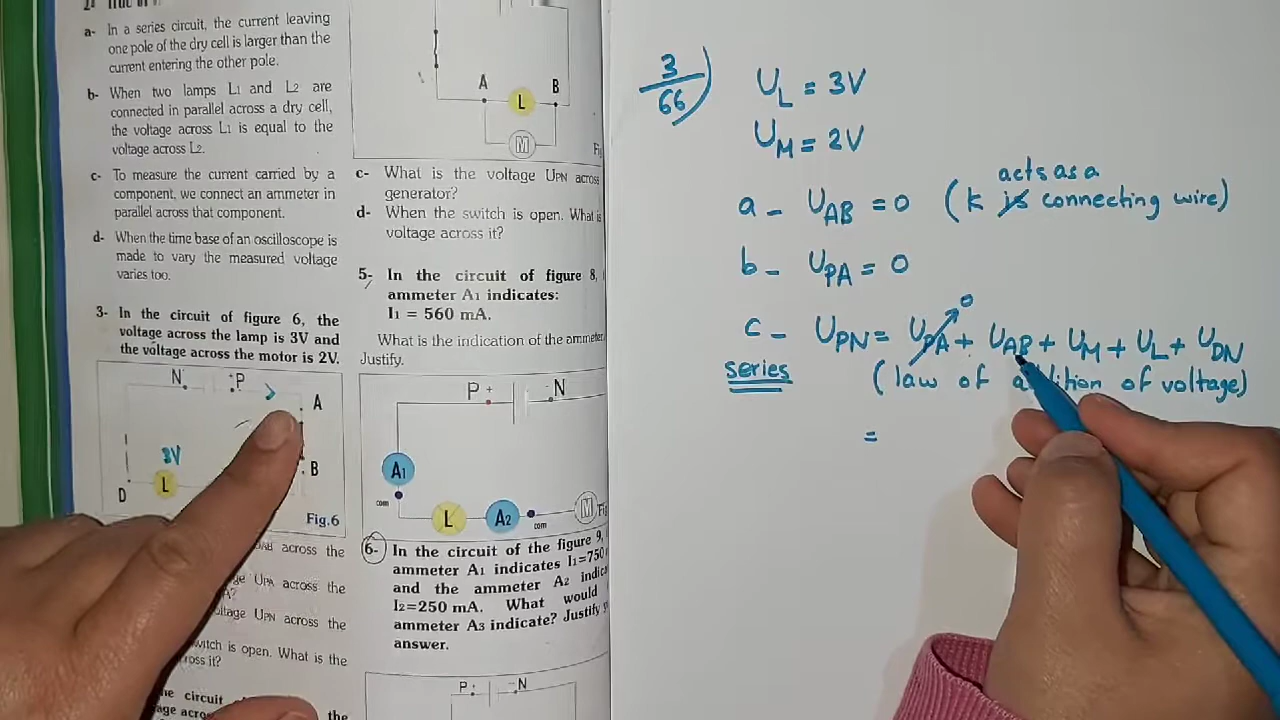 a- In a series circuit, the current leaving
one pole of the dry cell is larger than the
current entering the other pole.
b- When two lamps L1 and L2 are
connected in parallel across a dry cell,
the voltage across L1 is equal to the
voltage across L2.
c- To measure the current carried by a
component, we connect an ammeter in
parallel across that component.
d- When the time base of an oscilloscope is
made to vary the measured voltage
varies too.
3- In the circuit of figure 6, the
voltage across the lamp is 3V and
the voltage across the motor is 2V.
N P
A
3V
B
D L
Fig.6
across the
UPA across the
UPN across the
switch is open. What is the
circuit
the
A B
L
M
c- What is the voltage UPN across
generator?
d- When the switch is open. What is
voltage across it?
5- In the circuit of figure 8,
ammeter A1 indicates:
I1 = 560 mA.
What is the indication of the ammeter
Justify.
P + - N
A1
com
L A2 M
com
6- In the circuit of the figure 9,
ammeter A1 indicates I1=750
and the ammeter A2
I2=250 mA. What would
ammeter A3 indicate? Justify
answer.
P N
3/66) UL = 3V
UM = 2V
acts as a
a- UAB = 0 (k is connecting wire)
b- UPA = 0
0
c- UPN = UPA + UAB + UM + UL + UDN
series (law of addition of voltage)
=